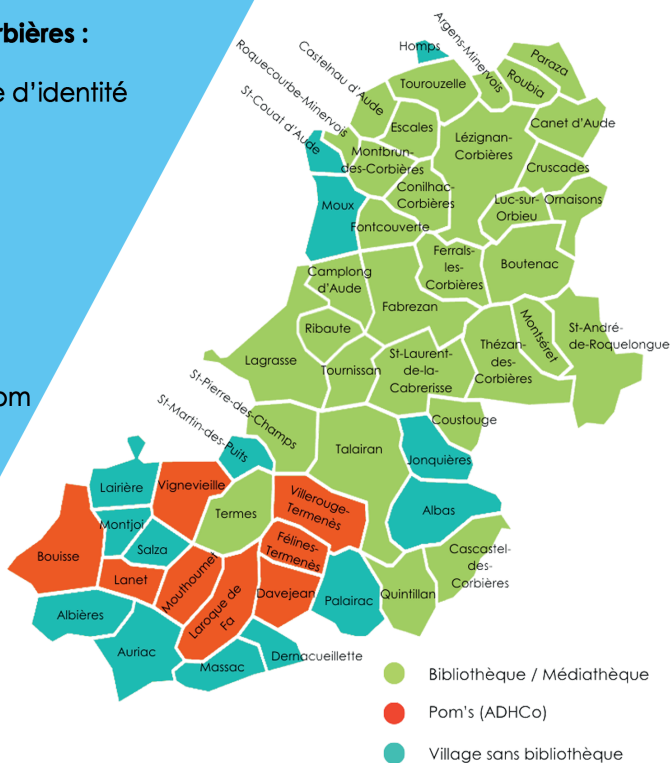 rbières :
e d'identité
om
Homps
Argens-Minervois
Castelnau d'Aude
Roquecourbe-Minervois
St-Couat d'Aude
Tourouzelle
Roubia
Paraza
Escales
Lézignan-
Corbières
Canet d'Aude
Montbrun-
des-Corbières
Cruscades
Conilhac-
Corbières
Luc-sur-
Orbieu
Ornaisons
Moux
Fontcouverte
Ferrals-
les-
Corbières
Boutenac
Camplong
d'Aude
Fabrezan
Ribaute
Montséret
St-André-
de-Roquelongue
Lagrasse
Tournissan
St-Laurent-
de-la-
Cabrerisse
Thézan-
des-
Corbières
St-Pierre-des-Champs
St-Martin-des-Puits
Coustouge
Talairan
Jonquières
Lairière
Vignevieille
Villerouge-
Termenès
Albas
Termes
Montjoi
Salza
Félines-
Termenès
Bouisse
Lanet
Mouthoumet
Cascastel-
des-
Corbières
Laroque de
Fa
Davejean
Palairac
Quintillan
Albières
Auriac
Massac
Dernacueillette
Bibliothèque / Médiathèque
Pom's (ADHCo)
Village sans bibliothèque